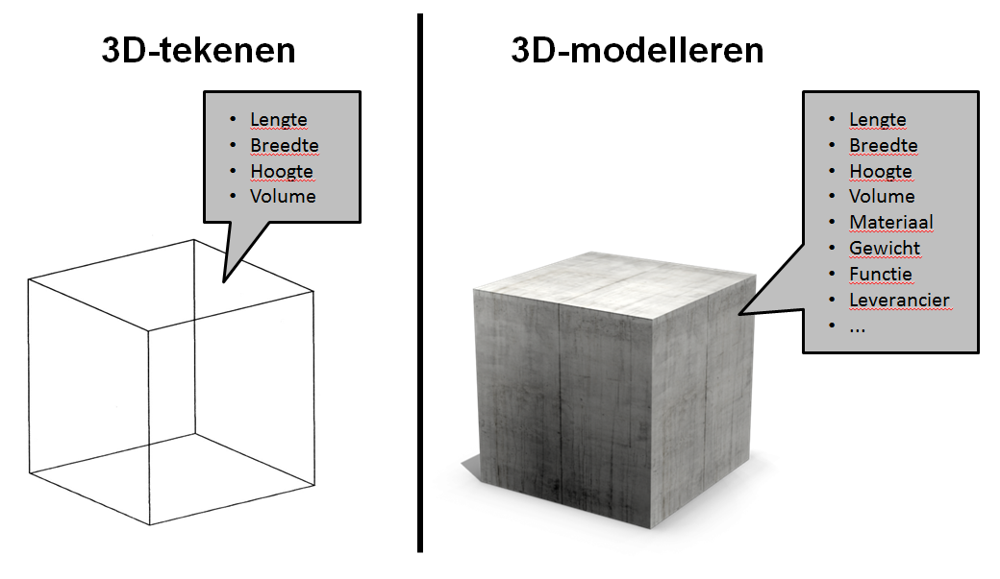 3D-tekenen
• Lengte
• Breedte
• Hoogte
• Volume
3D-modelleren
• Lengte
• Breedte
• Hoogte
• Volume
• Materiaal
• Gewicht
• Functie
• Leverancier
• ...